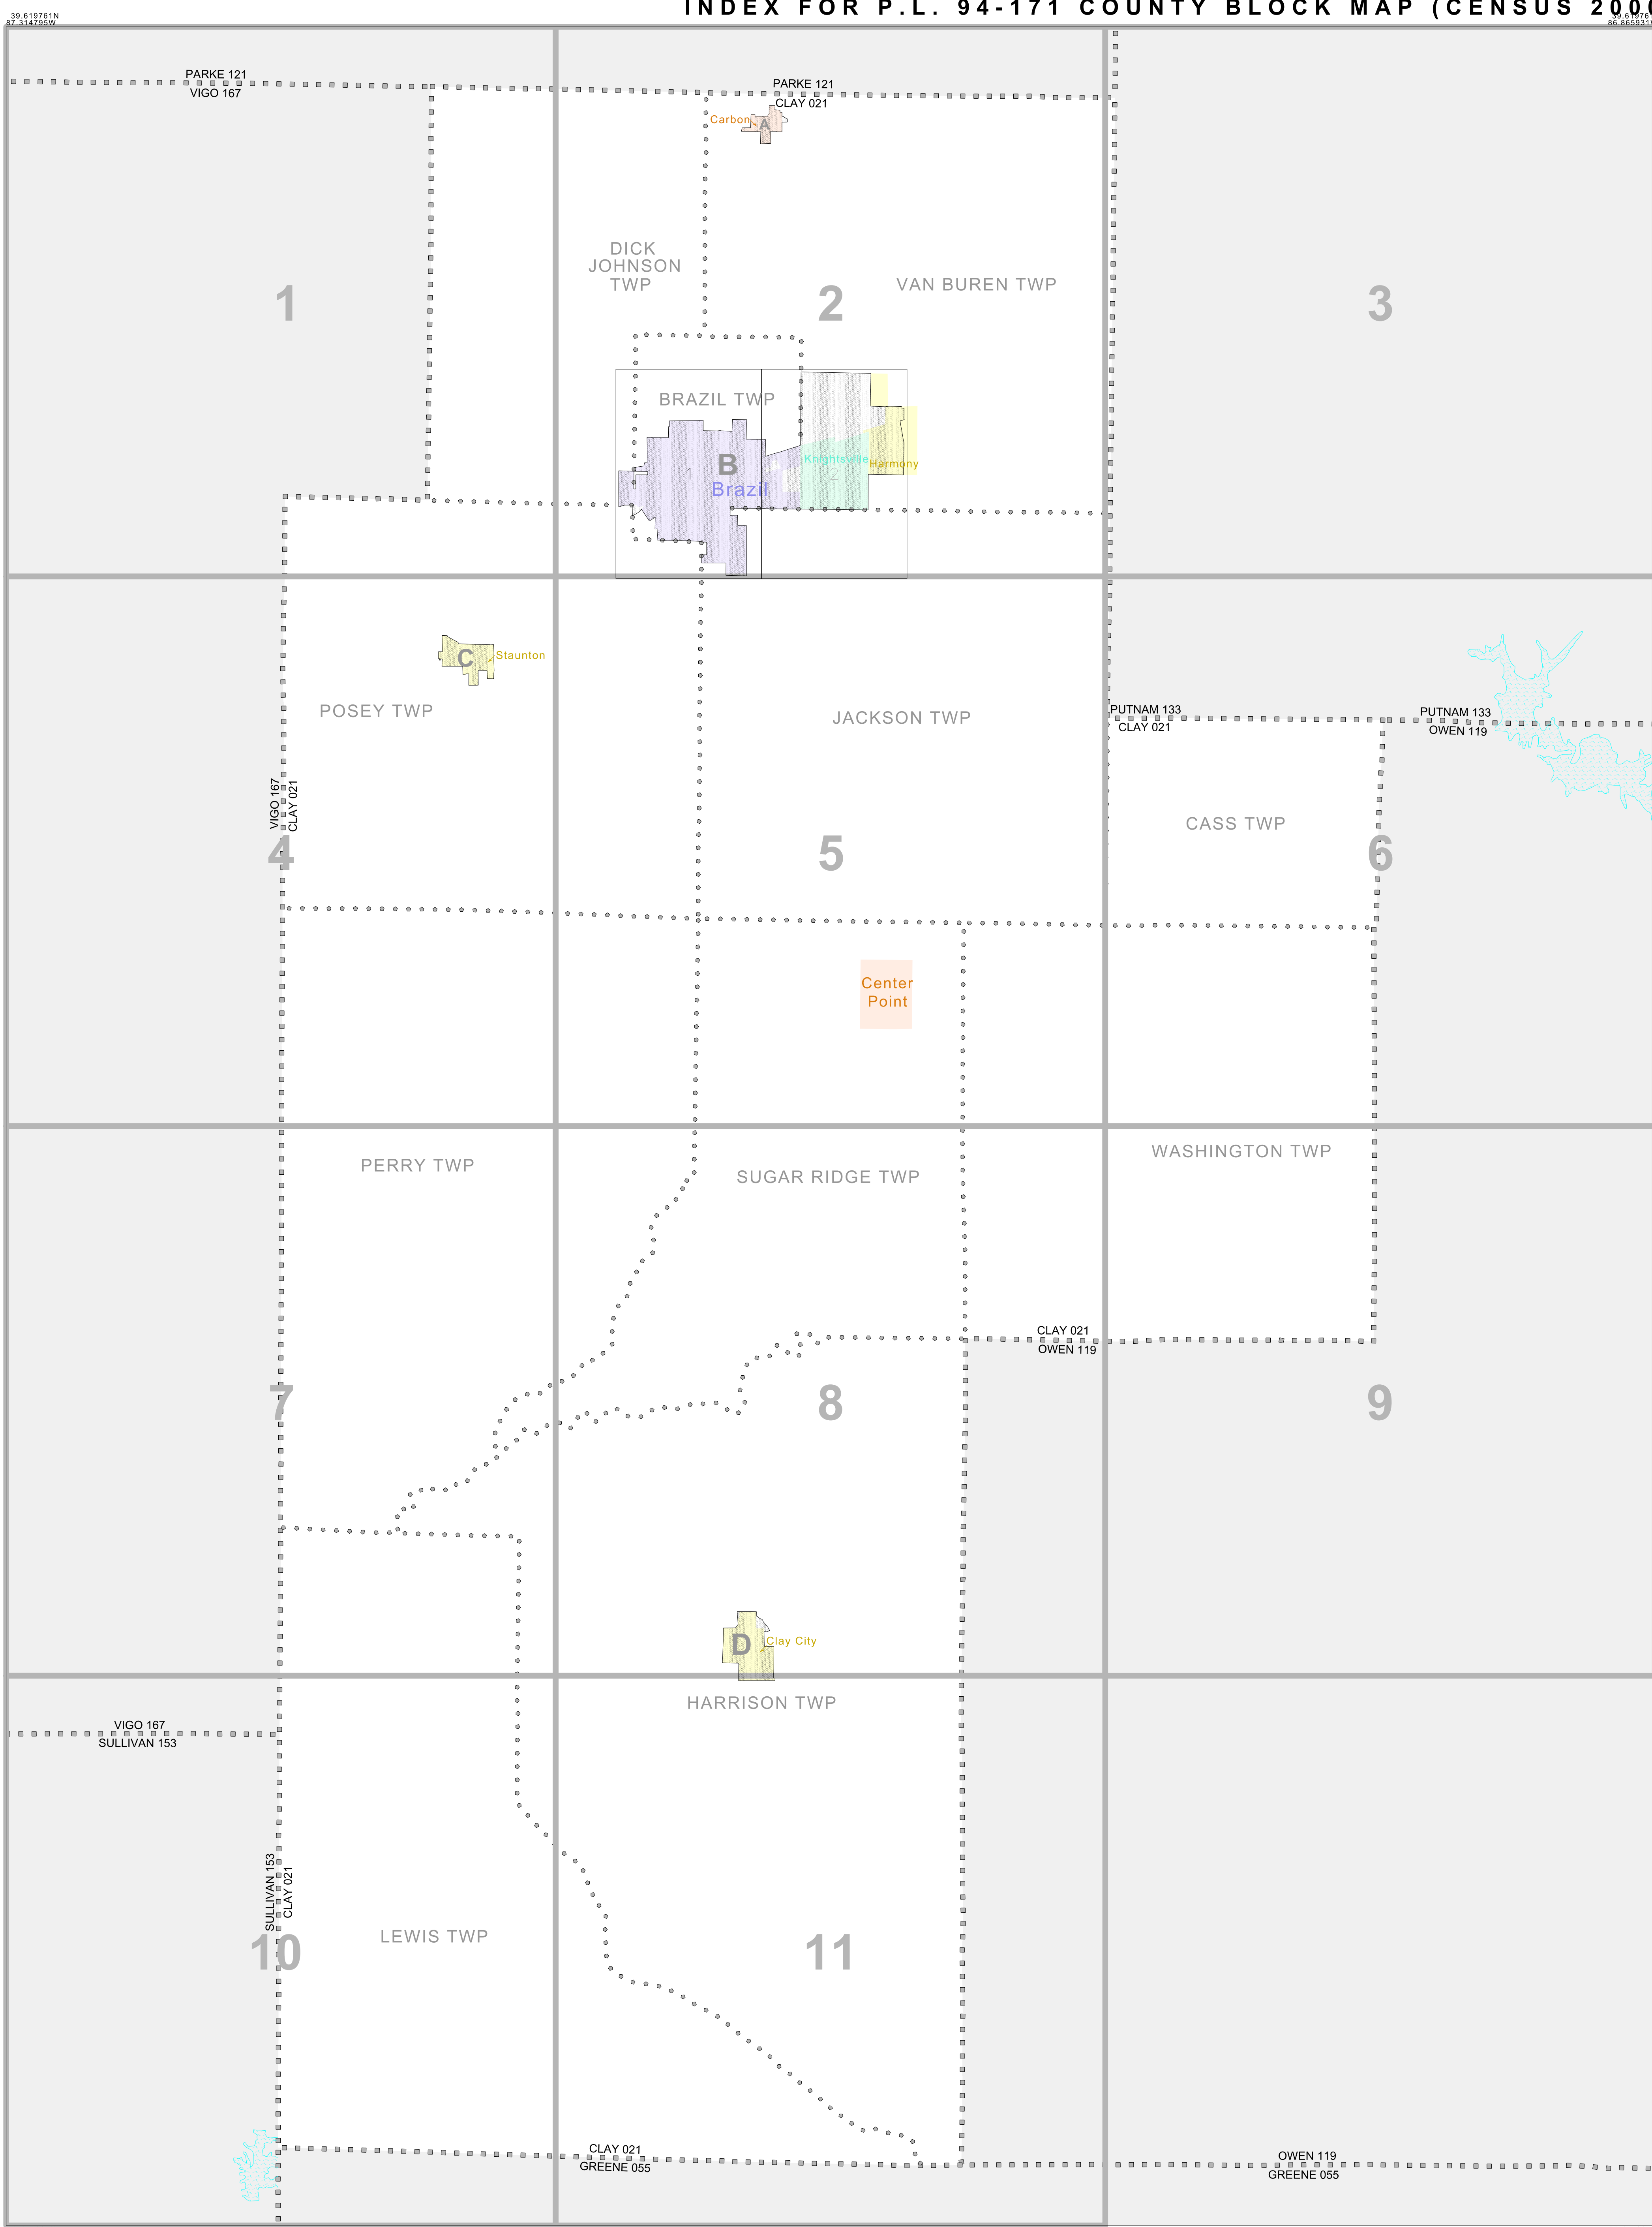 INDEX FOR P.L. 94-171 COUNTY BLOCK MAP (CENSUS 2000
39.619761N
87.314795W
86.865931
PARKE 121
VIGO 167
PARKE 121
CLAY 021
Carbon
A
DICK
JOHNSON
TWP
VAN BUREN TWP
1
2
3
BRAZIL TWP
B
1
Brazil
Knightsville
2
Harmony
C
Staunton
POSEY TWP
JACKSON TWP
PUTNAM 133
CLAY 021
PUTNAM 133
OWEN 119
VIGO 167
CLAY 021
CASS TWP
4
5
6
Center
Point
PERRY TWP
SUGAR RIDGE TWP
WASHINGTON TWP
CLAY 021
OWEN 119
7
8
9
D
Clay City
HARRISON TWP
VIGO 167
SULLIVAN 153
SULLIVAN 153
CLAY 021
LEWIS TWP
10
11
CLAY 021
GREENE 055
OWEN 119
GREENE 055